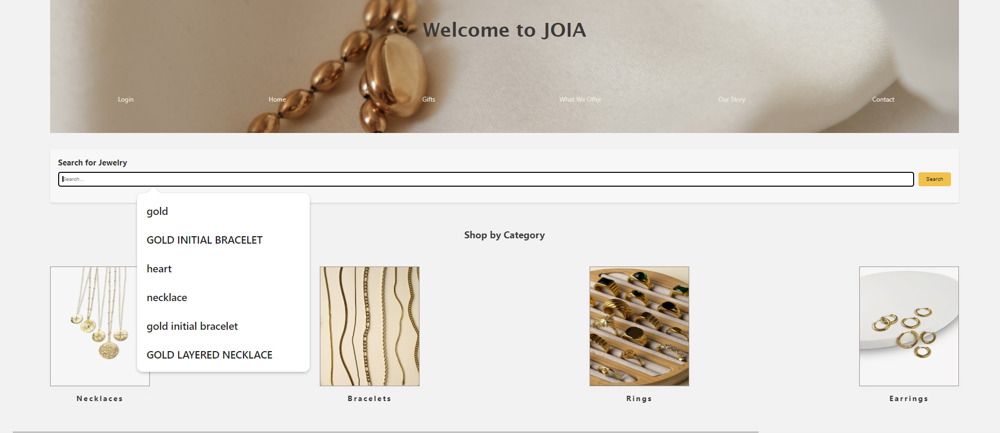 Welcome to JOIA
Login Home Gifts What We Offer Our Story Contact
Search for Jewelry
Search...
Search
gold
GOLD INITIAL BRACELET
heart
necklace
gold initial bracelet
GOLD LAYERED NECKLACE
Shop by Category
Necklaces Bracelets Rings Earrings